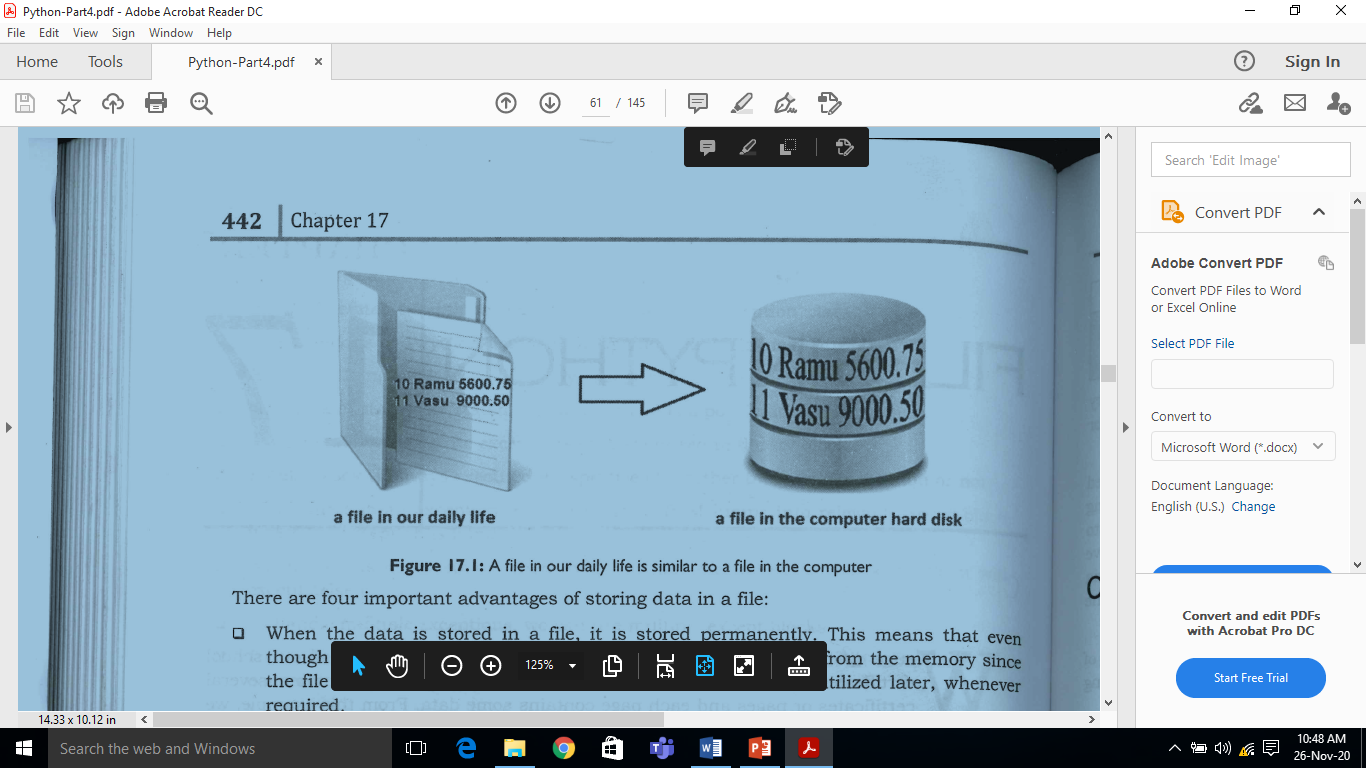 Python-Part4.pdf - Adobe Acrobat Reader DC
File Edit View Sign Window Help
Home Tools Python-Part4.pdf × Sign In
61 / 145
Search 'Edit Image'
Convert PDF
Adobe Convert PDF
Convert PDF Files to Word
or Excel Online
Select PDF File
Convert to
Microsoft Word (*.docx)
Document Language:
English (U.S.) Change
Convert and edit PDFs
with Acrobat Pro DC
Start Free Trial
442 Chapter 17
10 Ramu 5600.75
11 Vasu 9000.50
10 Ramu 5600.75
11 Vasu 9000.50
a file in our daily life
a file in the computer hard disk
Figure 17.1: A file in our daily life is similar to a file in the computer
There are four important advantages of storing data in a file:
When the data is stored in a file, it is stored permanently. This means that even
though from the memory since
the file utilized later, whenever
required.
125%
14.33 x 10.12 in
Search the web and Windows
10:48 AM
26-Nov-20